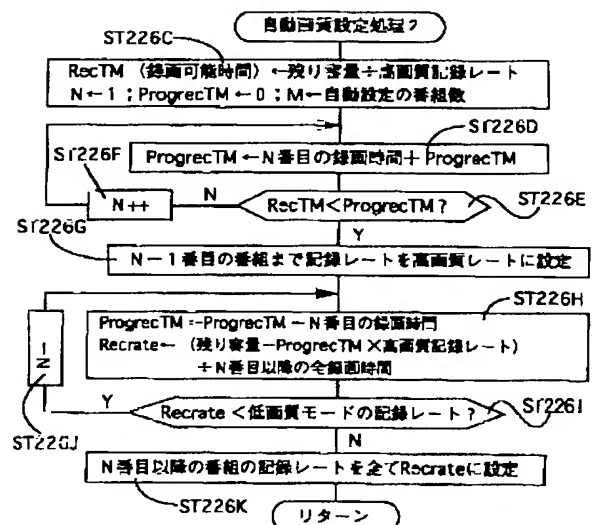 自動画質設定処理2
ST226C
RecTM (録画可能時間) ←残り容量÷高画質記録レート
N←1 ; ProgrecTM←0 ; M←自動設定の番組数
ST226D
ProgrecTM ←N番目の録画時間+ProgrecTM
ST226F
N++
N
RecTM<ProgrecTM?
ST226E
Y
ST226G
N−1番目の番組まで記録レートを高画質レートに設定
ST226H
ProgrecTM =ProgrecTM −N番目の録画時間
Recrate← (残り容量−ProgrecTM×高画質記録レート)
÷N番目以降の全録画時間
Y
Recrate <低画質モードの記録レート?
ST226I
ST226J
N
N番目以降の番組の記録レートを全てRecrateに設定
ST226K
リターン